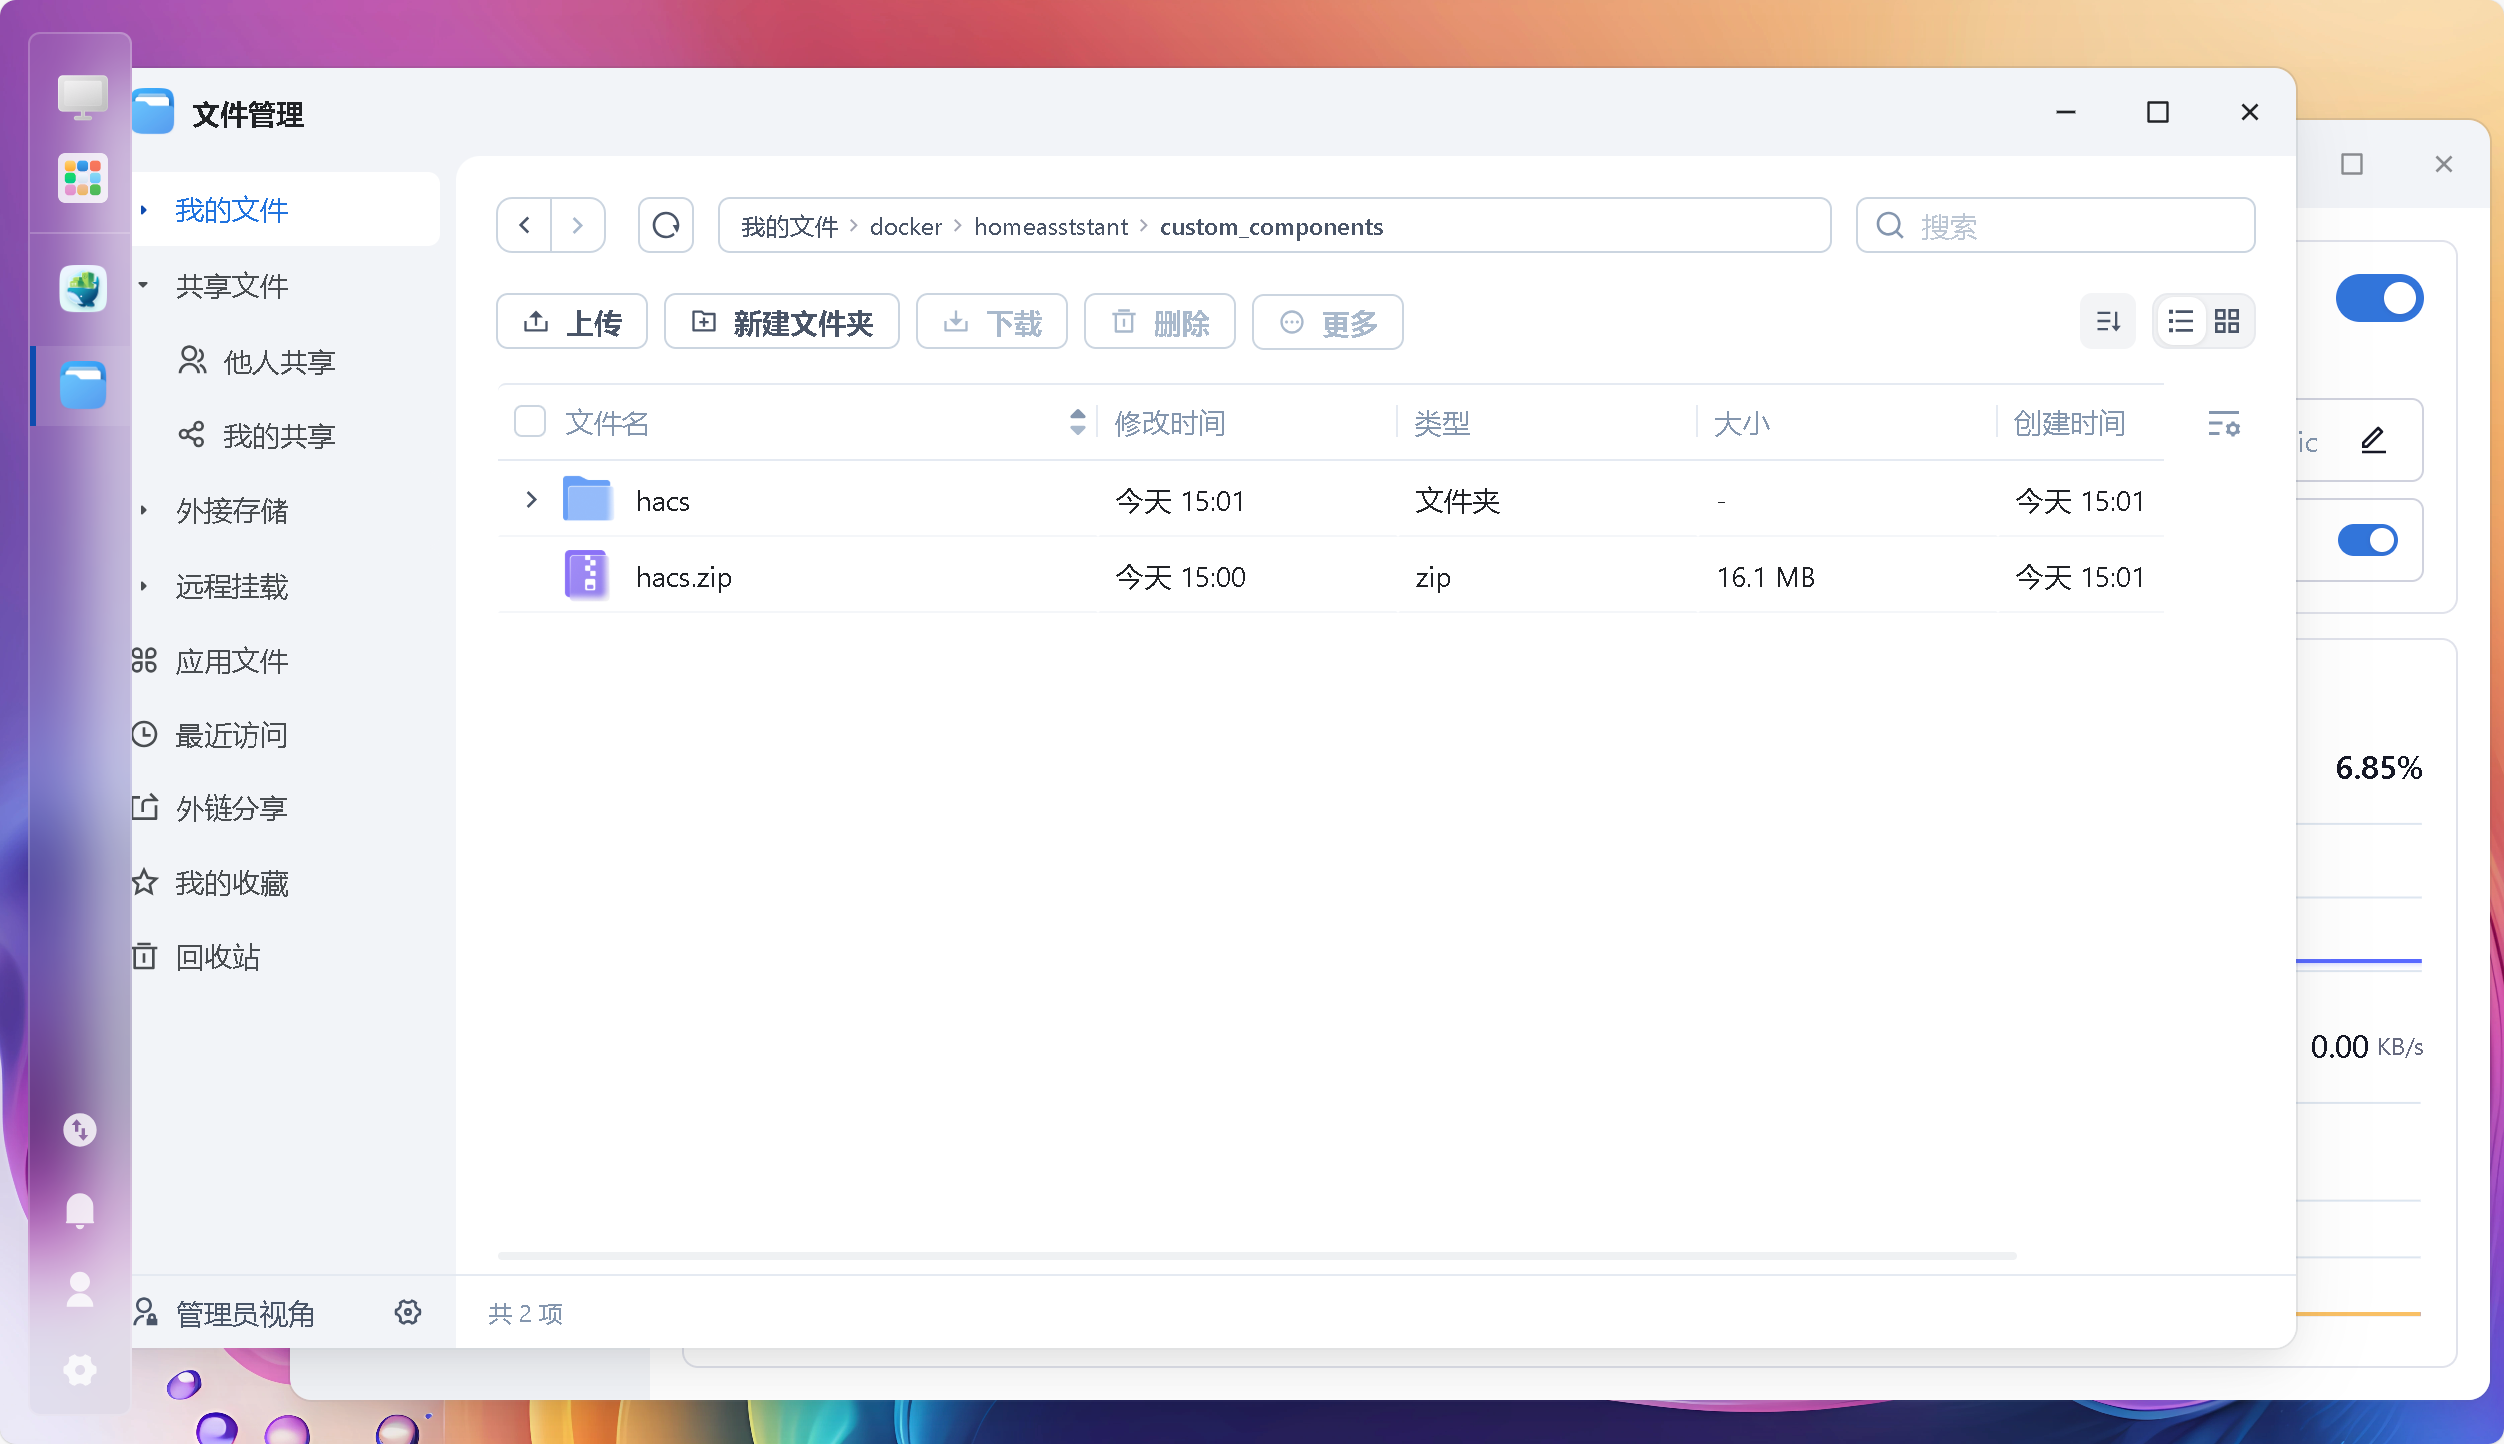 文件管理
我的文件
共享文件
他人共享
我的共享
外接存储
远程挂载
应用文件
最近访问
外链分享
我的收藏
回收站
管理员视角
我的文件 docker homeasststant custom_components
搜索
上传 新建文件夹 下载 删除 更多
文件名 修改时间 类型 大小 创建时间
hacs 今天 15:01 文件夹 - 今天 15:01
hacs.zip 今天 15:00 zip 16.1 MB 今天 15:01
共 2 项
ic
6.85%
0.00 KB/s